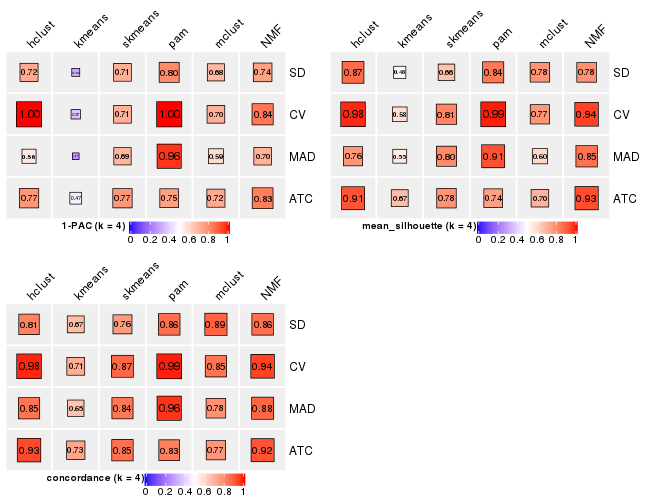 hclust kmeans skmeans pam mclust NMF
0.72 0.71 0.80 0.68 0.74 SD
1.00 0.71 1.00 0.70 0.84 CV
0.56 0.69 0.96 0.59 0.70 MAD
0.77 0.47 0.77 0.75 0.72 0.83 ATC
1-PAC (k = 4)
0 0.2 0.4 0.6 0.8 1
hclust kmeans skmeans pam mclust NMF
0.87 0.48 0.66 0.84 0.78 0.78 SD
0.98 0.58 0.81 0.99 0.77 0.94 CV
0.76 0.55 0.80 0.91 0.60 0.85 MAD
0.91 0.67 0.78 0.74 0.70 0.93 ATC
mean_silhouette (k = 4)
0 0.2 0.4 0.6 0.8 1
hclust kmeans skmeans pam mclust NMF
0.81 0.67 0.76 0.86 0.89 0.86 SD
0.98 0.71 0.87 0.99 0.85 0.94 CV
0.85 0.65 0.84 0.96 0.78 0.88 MAD
0.93 0.73 0.85 0.83 0.77 0.92 ATC
concordance (k = 4)
0 0.2 0.4 0.6 0.8 1